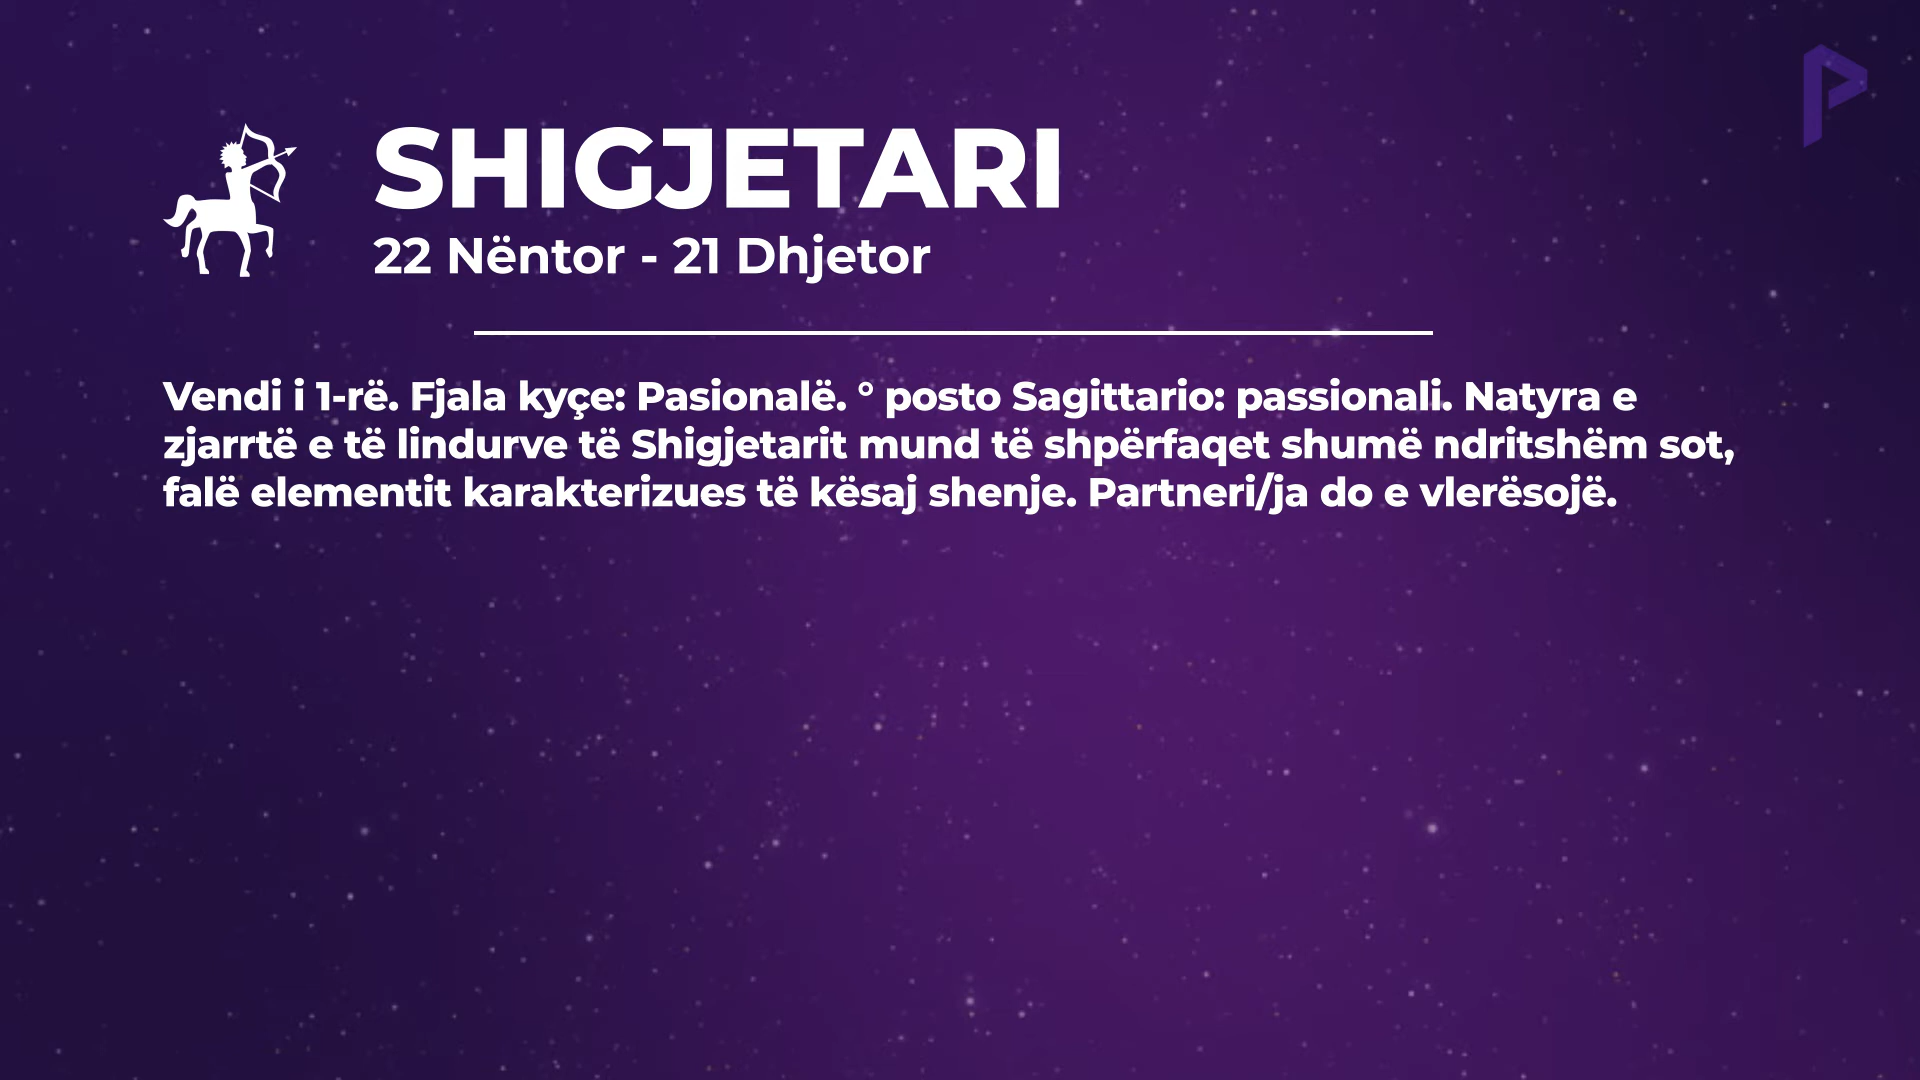 SHIGJETARI
22 Nëntor - 21 Dhjetor
Vendi i 1-rë. Fjala kyçe: Pasionalë. ° posto Sagittario: passionali. Natyra e
zjarrtë e të lindurve të Shigjetarit mund të shpërfaqet shumë ndritshëm sot,
falë elementit karakterizues të kësaj shenje. Partneri/ja do e vlerësojë.